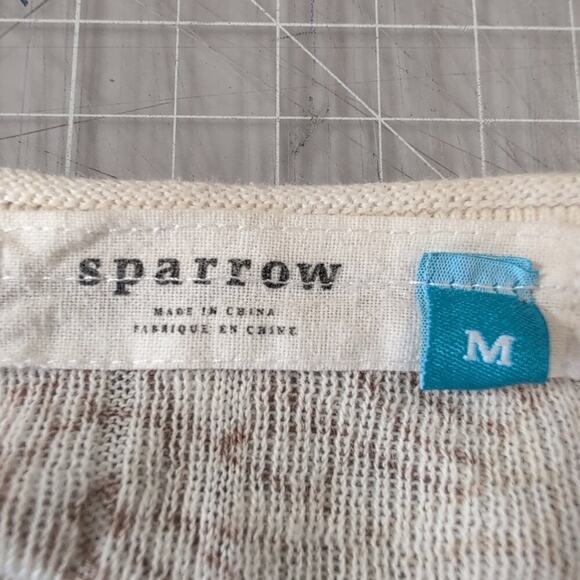 sparrow
MADE IN CHINA
FABRIQUE EN CHINE
M